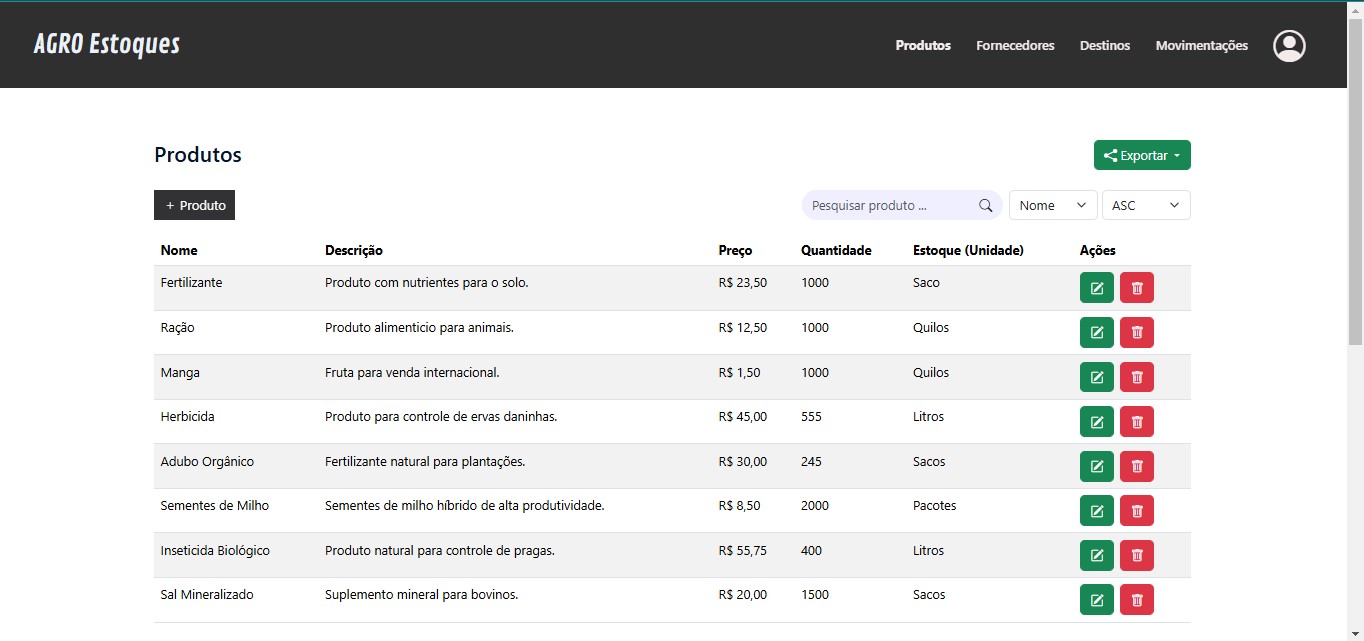 AGRO Estoques Produtos Fornecedores Destinos Movimentações
Produtos Exportar
+ Produto Pesquisar produto ... Nome ASC
Nome Descrição Preço Quantidade Estoque (Unidade) Ações
Fertilizante Produto com nutrientes para o solo. R$ 23,50 1000 Saco
Ração Produto alimenticio para animais. R$ 12,50 1000 Quilos
Manga Fruta para venda internacional. R$ 1,50 1000 Quilos
Herbicida Produto para controle de ervas daninhas. R$ 45,00 555 Litros
Adubo Orgânico Fertilizante natural para plantações. R$ 30,00 245 Sacos
Sementes de Milho Sementes de milho híbrido de alta produtividade. R$ 8,50 2000 Pacotes
Inseticida Biológico Produto natural para controle de pragas. R$ 55,75 400 Litros
Sal Mineralizado Suplemento mineral para bovinos. R$ 20,00 1500 Sacos